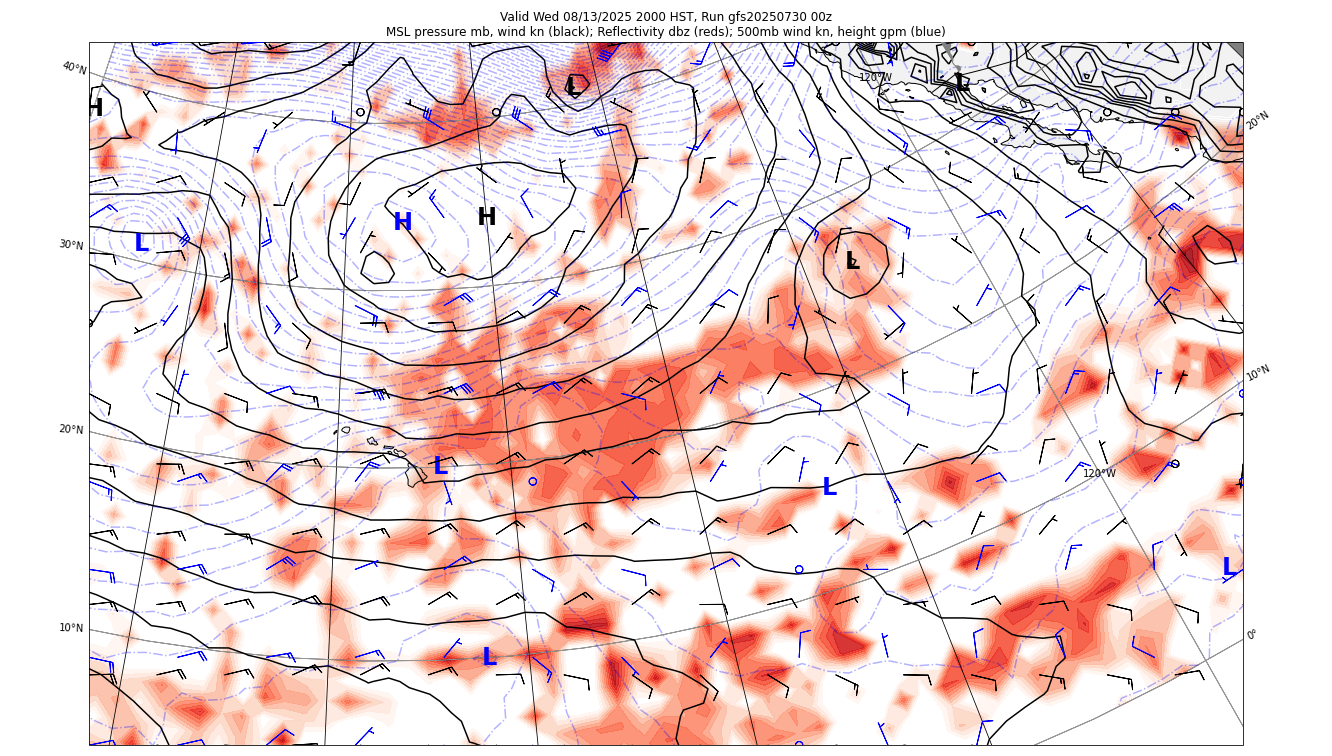 Valid Wed 08/13/2025 2000 HST, Run gfs20250730 00z
MSL pressure mb, wind kn (black); Reflectivity dbz (reds); 500mb wind kn, height gpm (blue)
40°N
120°W
L
L
H
20°N
H
H
L
30°N
L
10°N
20°N
L
120°W
L
L
10°N
0°
L